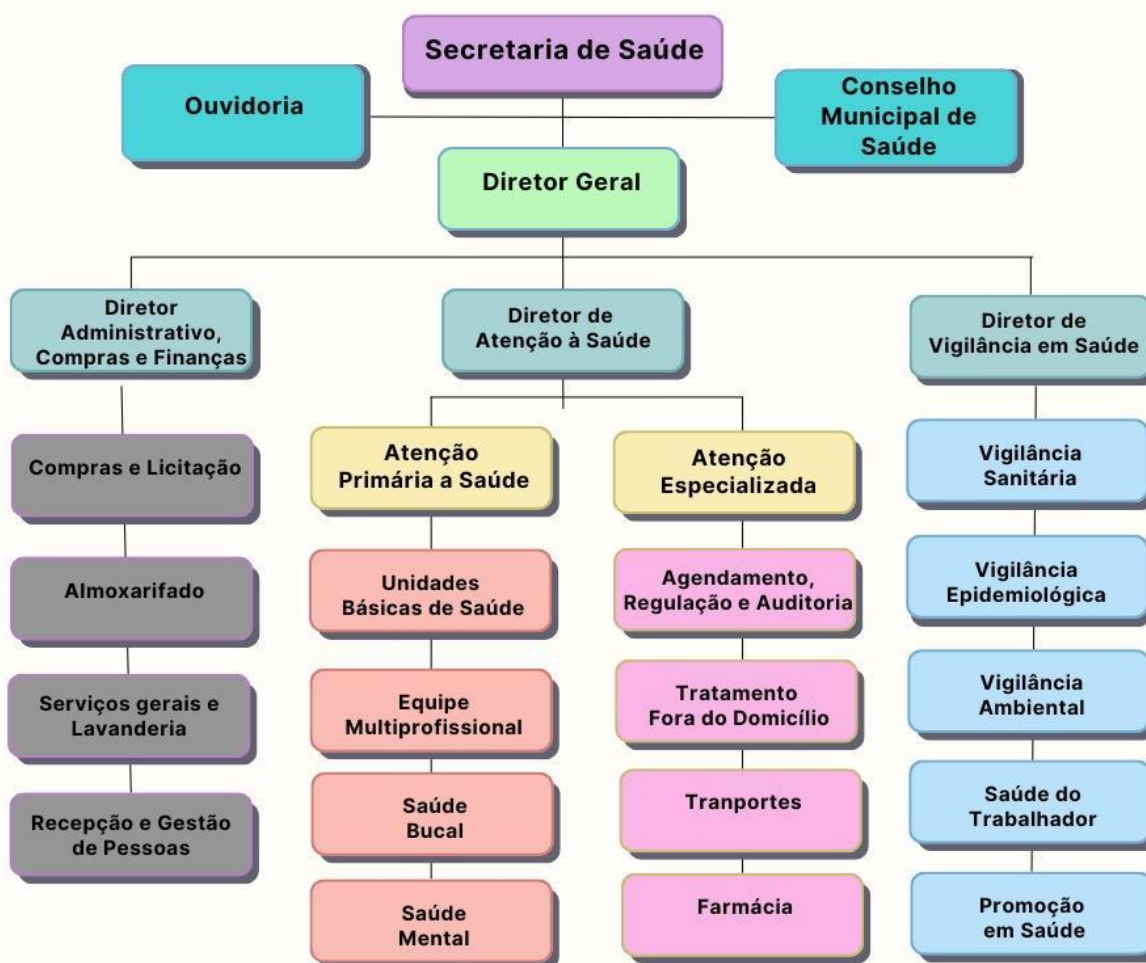 Secretaria de Saúde
Ouvidoria
Conselho
Municipal de
Saúde
Diretor Geral
Diretor
Administrativo,
Compras e Finanças
Diretor de
Atenção à Saúde
Diretor de
Vigilância em Saúde
Compras e Licitação
Almoxarifado
Serviços gerais e
Lavanderia
Recepção e Gestão
de Pessoas
Atenção
Primária a Saúde
Unidades
Básicas de Saúde
Equipe
Multiprofissional
Saúde
Bucal
Saúde
Mental
Atenção
Especializada
Agendamento,
Regulação e Auditoria
Tratamento
Fora do Domicílio
Tranportes
Farmácia
Vigilância
Sanitária
Vigilância
Epidemiológica
Vigilância
Ambiental
Saúde do
Trabalhador
Promoção
em Saúde